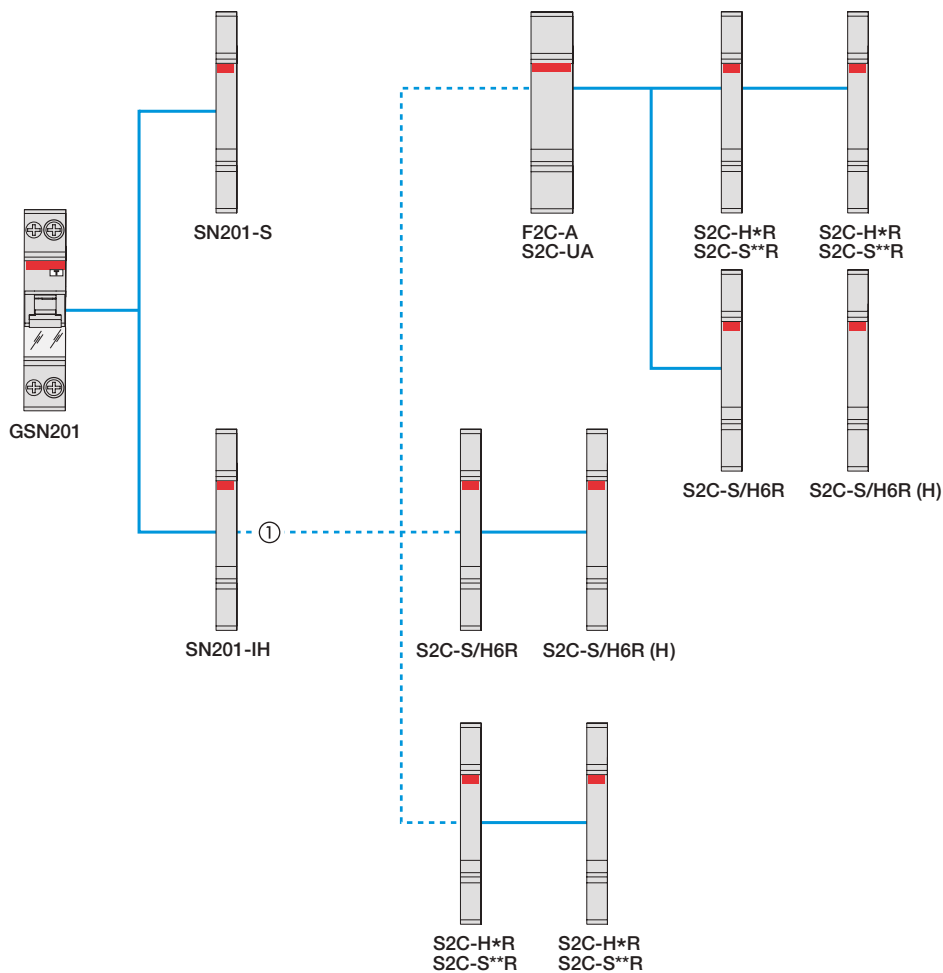 SN201-S
F2C-A
S2C-UA
S2C-H*R
S2C-S**R
S2C-H*R
S2C-S**R
GSN201
S2C-S/H6R
S2C-S/H6R (H)
①
SN201-IH
S2C-S/H6R
S2C-S/H6R (H)
S2C-H*R
S2C-S**R
S2C-H*R
S2C-S**R